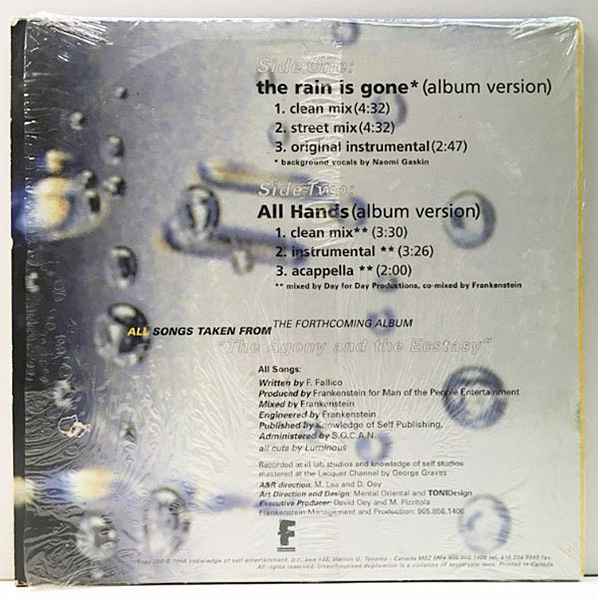 Side One:
the rain is gone* (album version)
1. clean mix (4:32)
2. street mix (4:32)
3. original instrumental (2:47)
* background vocals by Naomi Gaskin
Side Two:
All Hands (album version)
1. clean mix** (3:30)
2. instrumental ** (3:26)
3. acappella ** (2:00)
** mixed by Day for Day Productions, co-mixed by Frankenstein
ALL SONGS TAKEN FROM THE FORTHCOMING ALBUM
"The Agony and the Ecstasy"
All Songs:
Written by F. Fallico
Produced by Frankenstein for Man of the People Entertainment
Mixed by Frankenstein
Engineered by Frankenstein
Published by Knowledge of Self Publishing,
Administered by S.O.C.A.N.
all cuts by Luminous
Recorded at ill lab studios and knowledge of self studios
mastered at the Lacquer Channel by George Graves
A&R direction: M. Lea and D. Oey
Art Direction and Design: Mental Oriental and TONIDesign
Executive Producer: David Oey and M. Pizzitola
Frankenstein Management and Production: 905.856.1406
F
knowledge of self entertainment, p.o. box Toronto - Canada
All rights reserved. Unauthorized duplication is a violation of applicable laws. Printed in Canada.